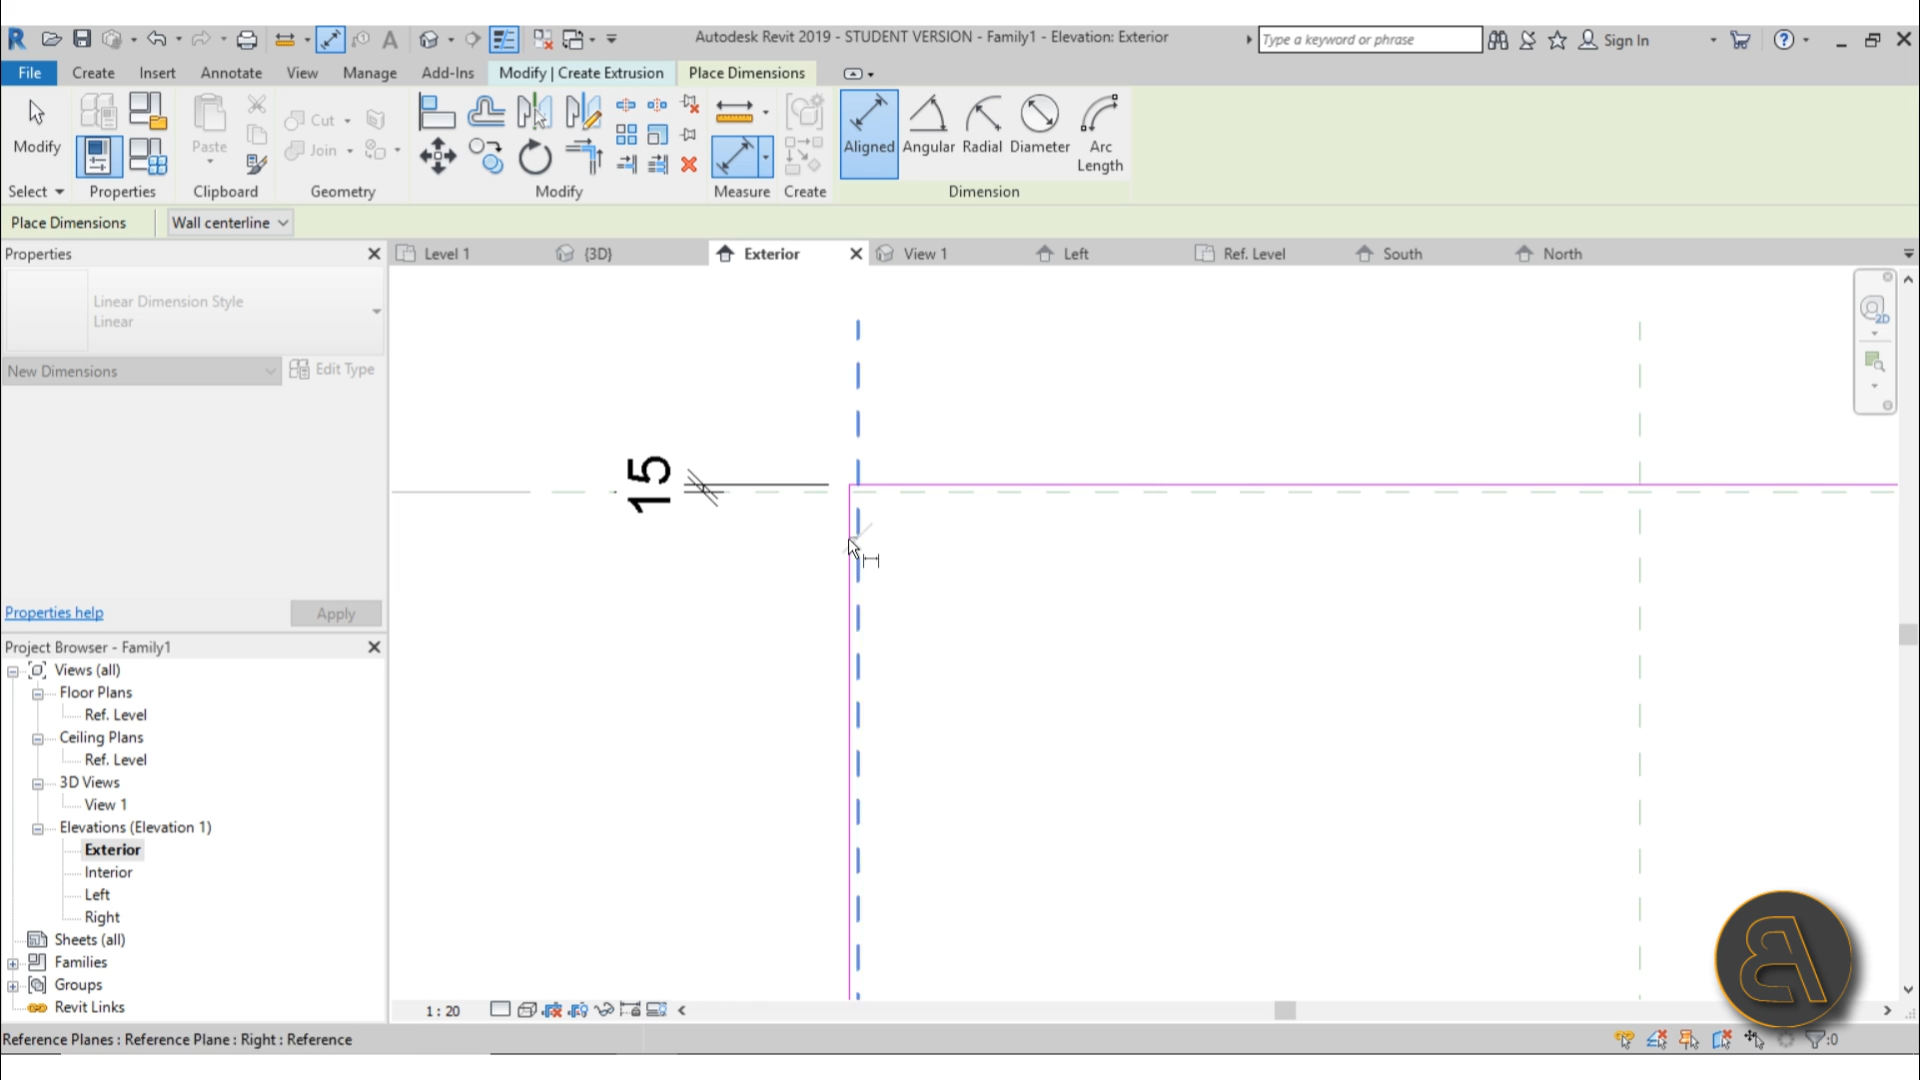 Autodesk Revit 2019 - STUDENT VERSION - Family1 - Elevation: Exterior
Type a keyword or phrase
Sign In
File Create Insert Annotate View Manage Add-Ins Modify | Create Extrusion Place Dimensions
Modify
Paste
Cut
Join
Aligned Angular Radial Diameter Arc Length
Select Properties Clipboard Geometry Modify Measure Create Dimension
Place Dimensions Wall centerline
Properties
Level 1 {3D} Exterior View 1 Left Ref. Level South North
Linear Dimension Style
Linear
New Dimensions Edit Type
2D
15
Properties help Apply
Project Browser - Family1
Views (all)
Floor Plans
Ref. Level
Ceiling Plans
Ref. Level
3D Views
View 1
Elevations (Elevation 1)
Exterior
Interior
Left
Right
Sheets (all)
Families
Groups
Revit Links
1 : 20
Reference Planes : Reference Plane : Right : Reference
:0